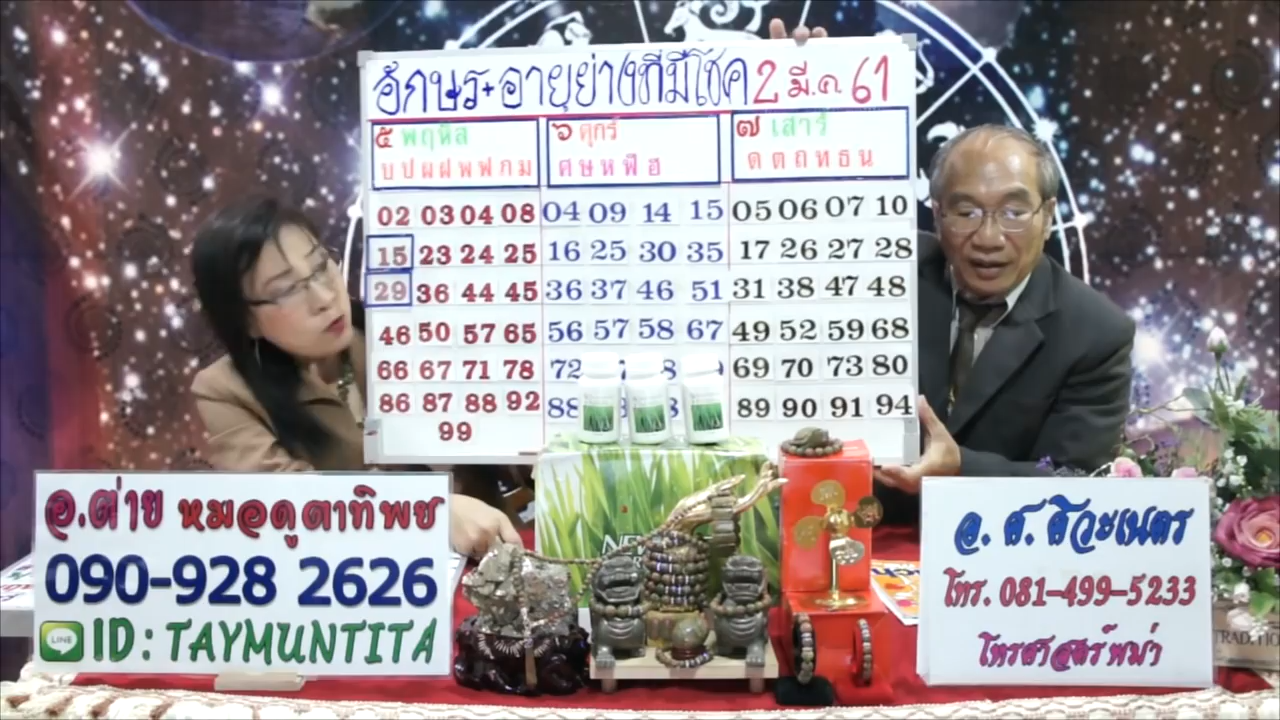 อักษร+อายุย่างที่มีโชค 2 มี.ค 61
๕ พฤหัส
บ ป ผ ฝ พ ฟ ภ ม
๖ ศุกร์
ศ ษ ห ฬ ฮ
๗ เสาร์
ด ต ถ ท ธ น
02 03 04 08
15 23 24 25
29 36 44 45
46 50 57 65
66 67 71 78
86 87 88 92
99
04 09 14 15
16 25 30 35
36 37 46 51
56 57 58 67
72
88
05 06 07 10
17 26 27 28
31 38 47 48
49 52 59 68
69 70 73 80
89 90 91 94
อ.ต่าย หมอดูตาทิพย์
090-928 2626
LINE ID : TAYMUNTITA
อ. ศ. ศิวะเนตร
โทร. 081-499-5233
โหราศาสตร์พม่า